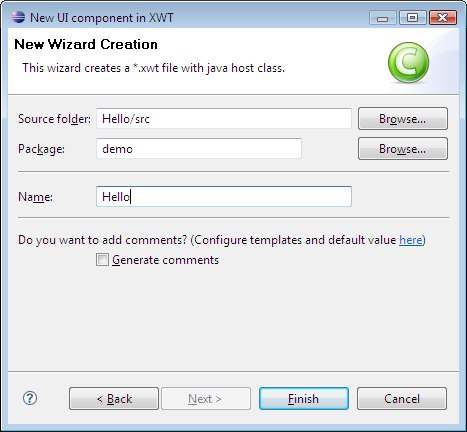 New UI component in XWT
New Wizard Creation
This wizard creates a *.xwt file with java host class.
C
Source folder: Hello/src Browse...
Package: demo Browse...
Name: Hello
Do you want to add comments? (Configure templates and default value here)
Generate comments
? < Back Next > Finish Cancel